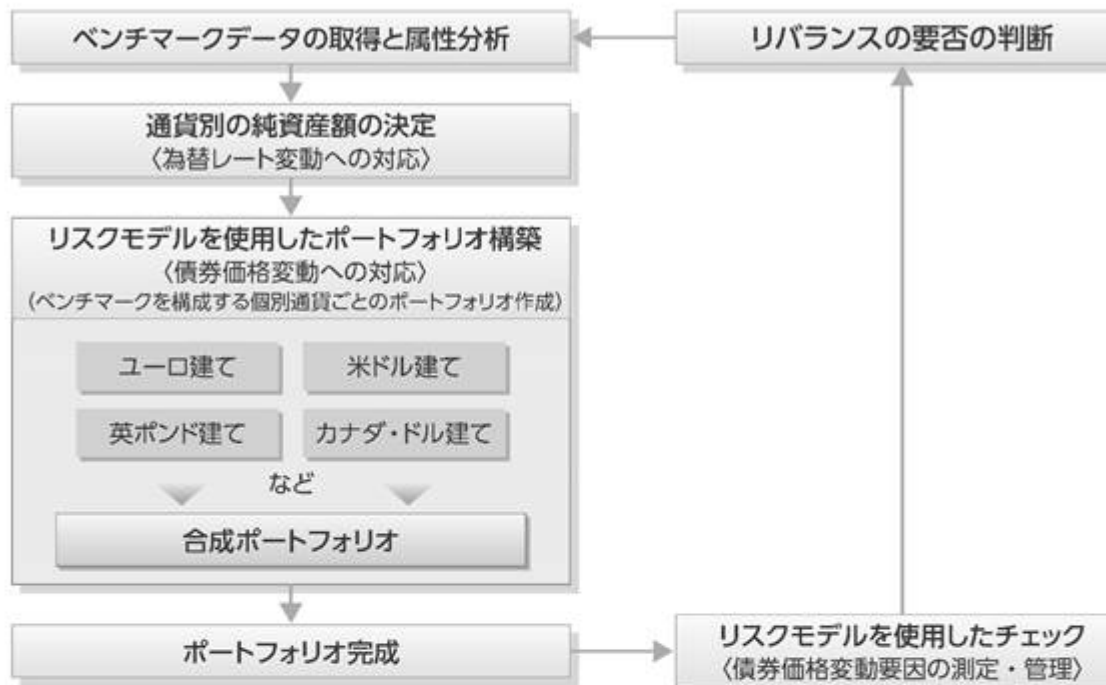 ベンチマークデータの取得と属性分析
リバランスの要否の判断
通貨別の純資産額の決定
〈為替レート変動への対応〉
リスクモデルを使用したポートフォリオ構築
〈債券価格変動への対応〉
(ベンチマークを構成する個別通貨ごとのポートフォリオ作成)
ユーロ建て
米ドル建て
英ポンド建て
カナダ・ドル建て
など
合成ポートフォリオ
ポートフォリオ完成
リスクモデルを使用したチェック
〈債券価格変動要因の測定・管理〉